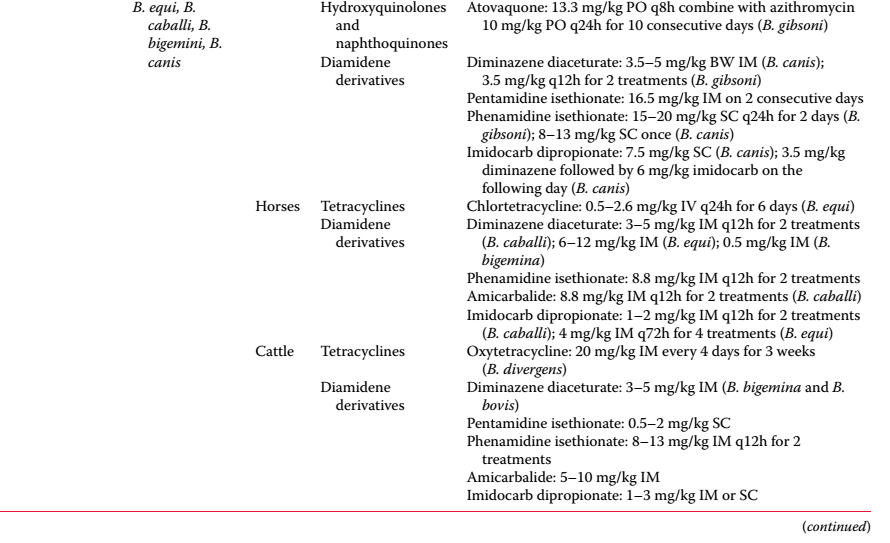 B. equi, B. Hydroxyquinolones Atovaquone: 13.3 mg/kg PO q8h combine with azithromycin
caballi, B. and 10 mg/kg PO q24h for 10 consecutive days (B. gibsoni)
bigemini, B. naphthoquinones
canis Diamidene Diminazene diaceturate: 3.5–5 mg/kg BW IM (B. canis);
derivatives 3.5 mg/kg q12h for 2 treatments (B. gibsoni)
Pentamidine isethionate: 16.5 mg/kg IM on 2 consecutive days
Phenamidine isethionate: 15–20 mg/kg SC q24h for 2 days (B.
gibsoni); 8–13 mg/kg SC once (B. canis)
Imidocarb dipropionate: 7.5 mg/kg SC (B. canis); 3.5 mg/kg
diminazene followed by 6 mg/kg imidocarb on the
following day (B. canis)
Horses Tetracyclines Chlortetracycline: 0.5–2.6 mg/kg IV q24h for 6 days (B. equi)
Diamidene Diminazene diaceturate: 3–5 mg/kg IM q12h for 2 treatments
derivatives (B. caballi); 6–12 mg/kg IM (B. equi); 0.5 mg/kg IM (B.
bigemina)
Phenamidine isethionate: 8.8 mg/kg IM q12h for 2 treatments
Amicarbalide: 8.8 mg/kg IM q12h for 2 treatments (B. caballi)
Imidocarb dipropionate: 1–2 mg/kg IM q12h for 2 treatments
(B. caballi); 4 mg/kg IM q72h for 4 treatments (B. equi)
Cattle Tetracyclines Oxytetracycline: 20 mg/kg IM every 4 days for 3 weeks
(B. divergens)
Diamidene Diminazene diaceturate: 3–5 mg/kg IM (B. bigemina and B.
derivatives bovis)
Pentamidine isethionate: 0.5–2 mg/kg SC
Phenamidine isethionate: 8–13 mg/kg IM q12h for 2
treatments
Amicarbalide: 5–10 mg/kg IM
Imidocarb dipropionate: 1–3 mg/kg IM or SC
(continued)